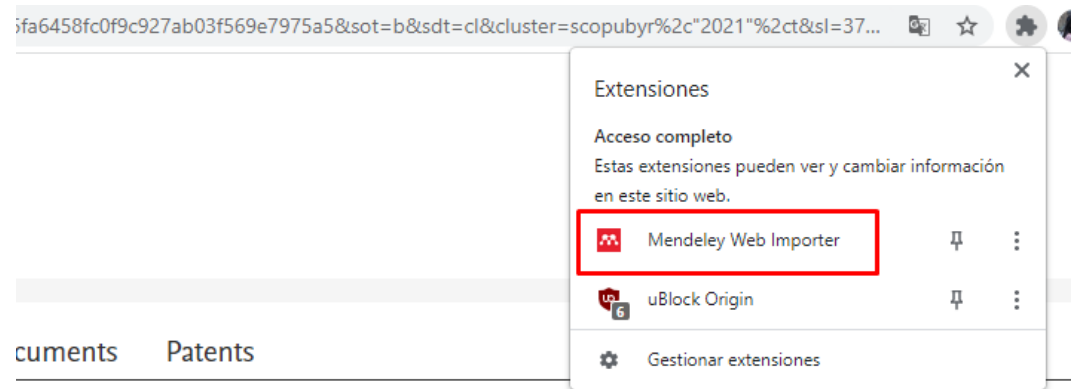 5fa6458fc0f9c927ab03f569e7975a5&sot=b&sdt=cl&cluster=scopubyr%2c"2021"%2ct&sl=37...
Extensiones
Acceso completo
Estas extensiones pueden ver y cambiar información
en este sitio web.
Mendeley Web Importer
uBlock Origin
6
cuments Patents
Gestionar extensiones